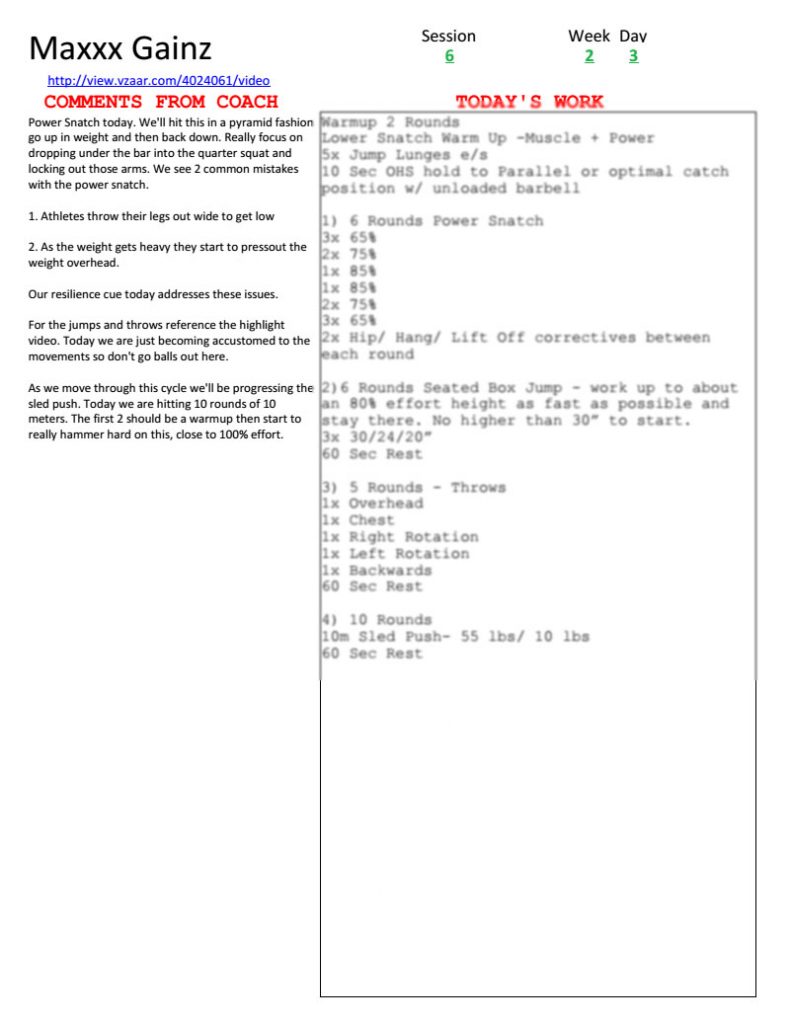 Maxxx Gainz
Session
6
Week Day
2 3
http://view.vzaar.com/4024061/video
COMMENTS FROM COACH
Power Snatch today. We'll hit this in a pyramid fashion
go up in weight and then back down. Really focus on
dropping under the bar into the quarter squat and
locking out those arms. We see 2 common mistakes
with the power snatch.
1. Athletes throw their legs out wide to get low
2. As the weight gets heavy they start to pressout the
weight overhead.
Our resilience cue today addresses these issues.
For the jumps and throws reference the highlight
video. Today we are just becoming accustomed to the
movements so don't go balls out here.
As we move through this cycle we'll be progressing the
sled push. Today we are hitting 10 rounds of 10
meters. The first 2 should be a warmup then start to
really hammer hard on this, close to 100% effort.
TODAY'S WORK
Warmup 2 Rounds
Lower Snatch Warm Up -Muscle + Power
5x Jump Lunges e/s
10 Sec OHS hold to Parallel or optimal catch
position w/ unloaded barbell
1) 6 Rounds Power Snatch
3x 65%
2x 75%
1x 85%
1x 85%
2x 75%
3x 65%
2x Hip/ Hang/ Lift Off correctives between
each round
2) 6 Rounds Seated Box Jump - work up to about
an 80% effort height as fast as possible and
stay there. No higher than 30" to start.
3x 30/24/20"
60 Sec Rest
3) 5 Rounds - Throws
1x Overhead
1x Chest
1x Right Rotation
1x Left Rotation
1x Backwards
60 Sec Rest
4) 10 Rounds
10m Sled Push- 55 lbs/ 10 lbs
60 Sec Rest